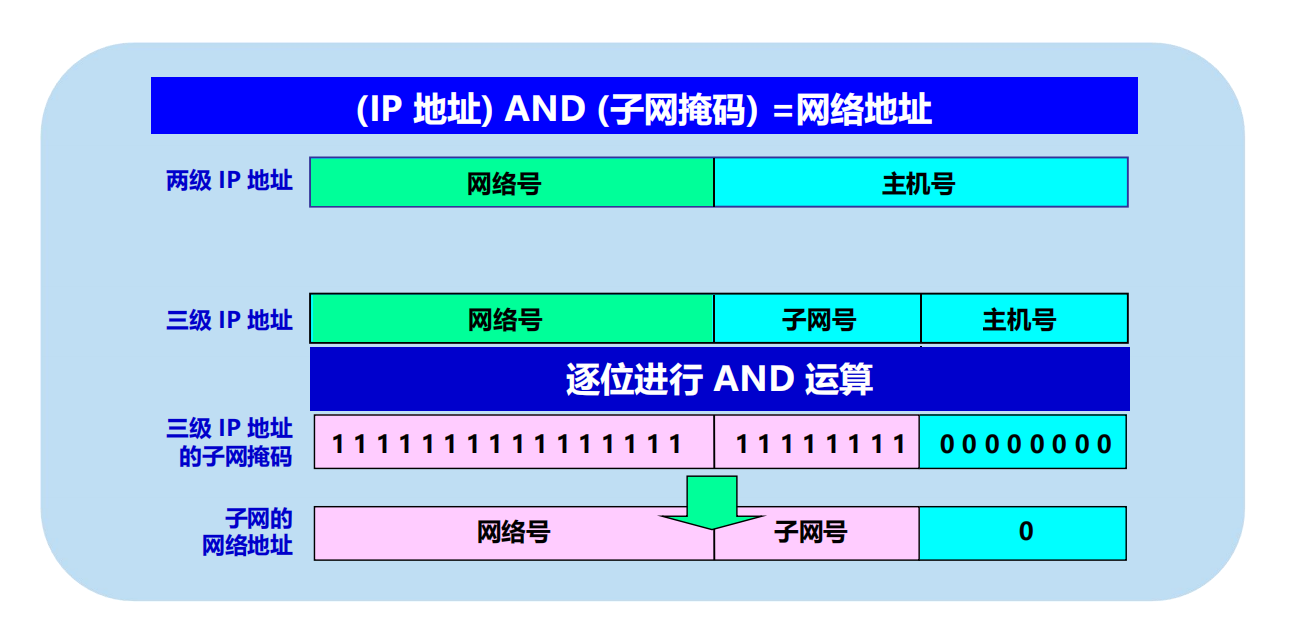 (IP 地址) AND (子网掩码) =网络地址
两级 IP 地址 网络号 主机号
三级 IP 地址 网络号 子网号 主机号
逐位进行 AND 运算
三级 IP 地址
的子网掩码
1 1 1 1 1 1 1 1 1 1 1 1 1 1 1 1 1 1 1 1 1 1 1 1 0 0 0 0 0 0 0 0
子网的
网络地址
网络号 子网号 0